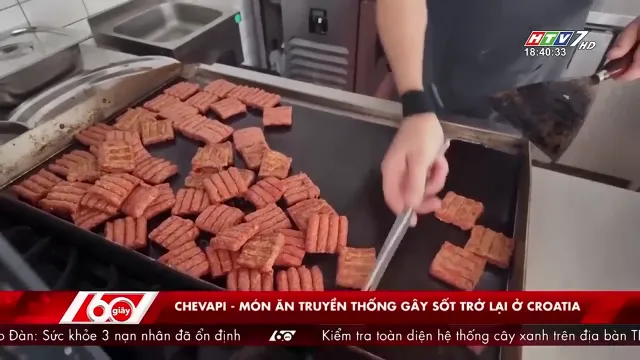 HTV7 HD
18:40:33
60 giây
CHEVAPI - MÓN ĂN TRUYỀN THỐNG GÂY SỐT TRỞ LẠI Ở CROATIA
Đàn: Sức khỏe 3 nạn nhân đã ổn định 60 Kiểm tra toàn diện hệ thống cây xanh trên địa bàn